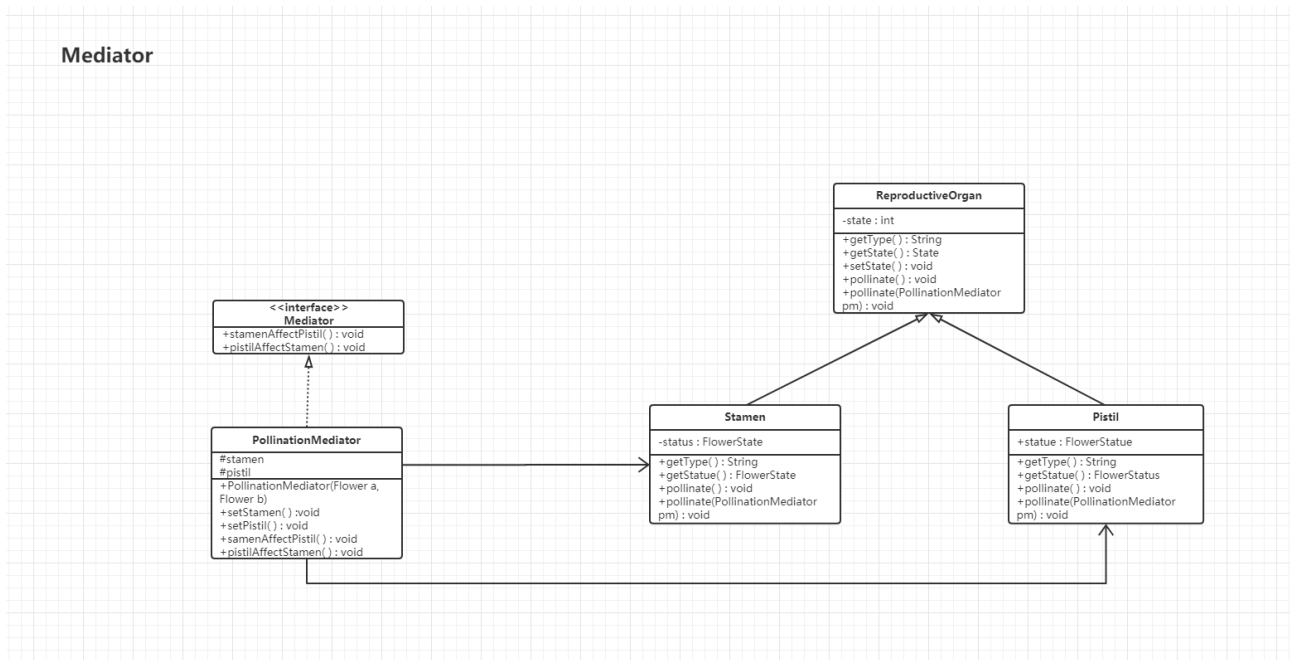 Mediator
ReproductiveOrgan
-state : int
+getType( ) : String
+getState( ) : State
+setState( ) : void
+pollinate( ) : void
+pollinate(PollinationMediator
pm) : void
<<interface>>
Mediator
+stamenAffectPistil( ) : void
+pistilAffectStamen( ) : void
PollinationMediator
#stamen
#pistil
+PollinationMediator(Flower a,
Flower b)
+setStamen( ) :void
+setPistil( ) : void
+samenAffectPistil( ) : void
+pistilAffectStamen( ) : void
Stamen
-status : FlowerState
+getType( ) : String
+getStatue( ) : FlowerState
+pollinate( ) : void
+pollinate(PollinationMediator
pm) : void
Pistil
+statue : FlowerStatue
+getType( ) : String
+getStatue( ) : FlowerStatus
+pollinate( ) : void
+pollinate(PollinationMediator
pm) : void